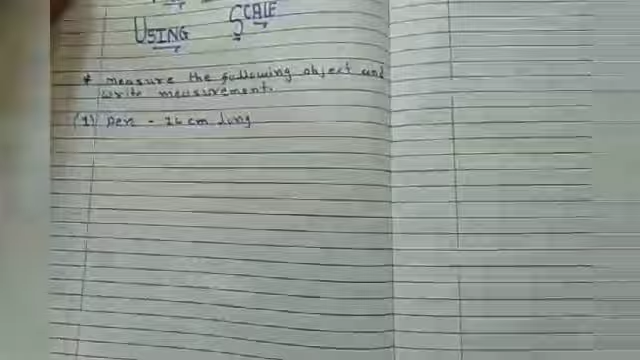 USING SCALE
* Measure the following object and
write measurement.
(1) Pen - 16 cm long